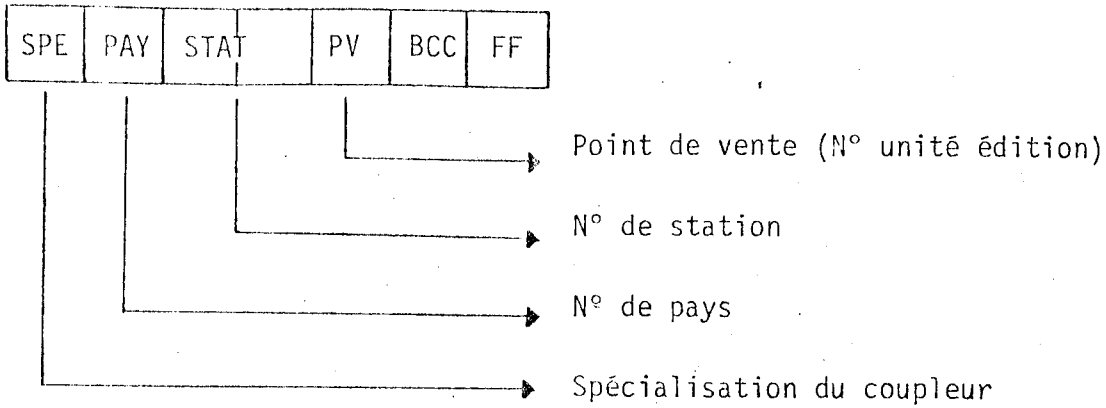 SPE PAY STAT PV BCC FF
Point de vente (N° unité édition)
N° de station
N° de pays
Spécialisation du coupleur